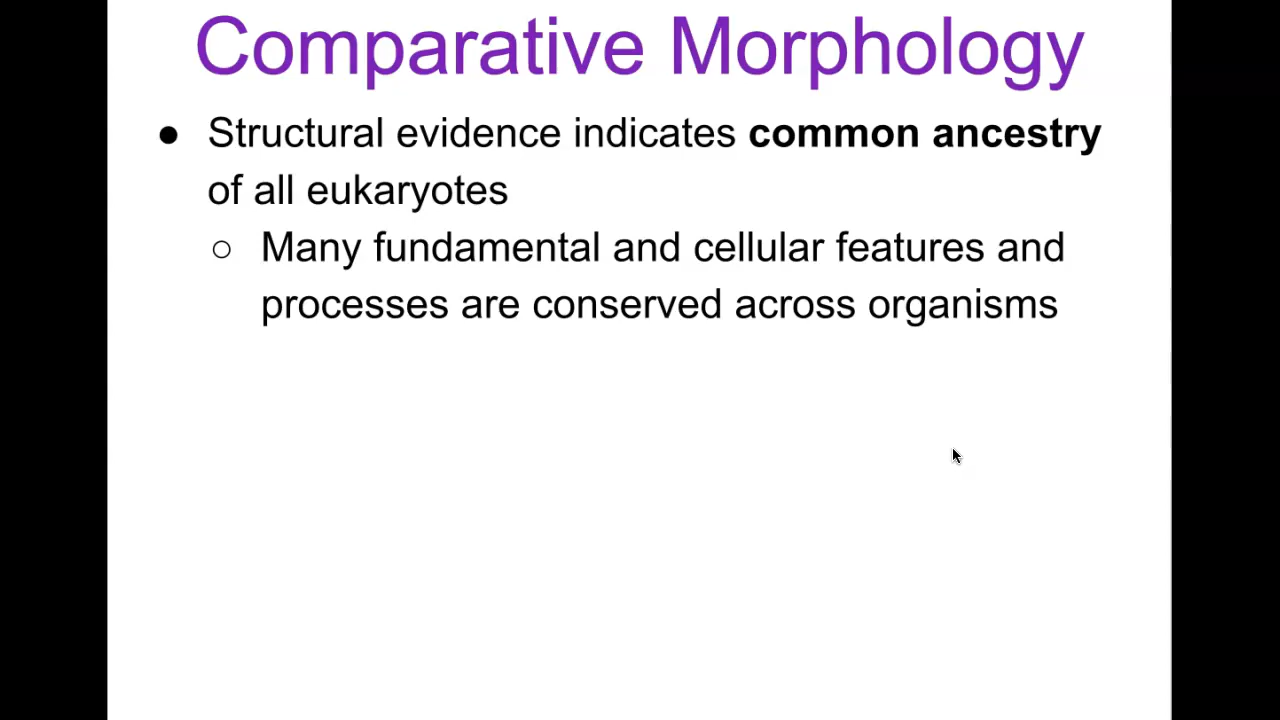 Comparative Morphology
● Structural evidence indicates common ancestry
of all eukaryotes
○ Many fundamental and cellular features and
processes are conserved across organisms